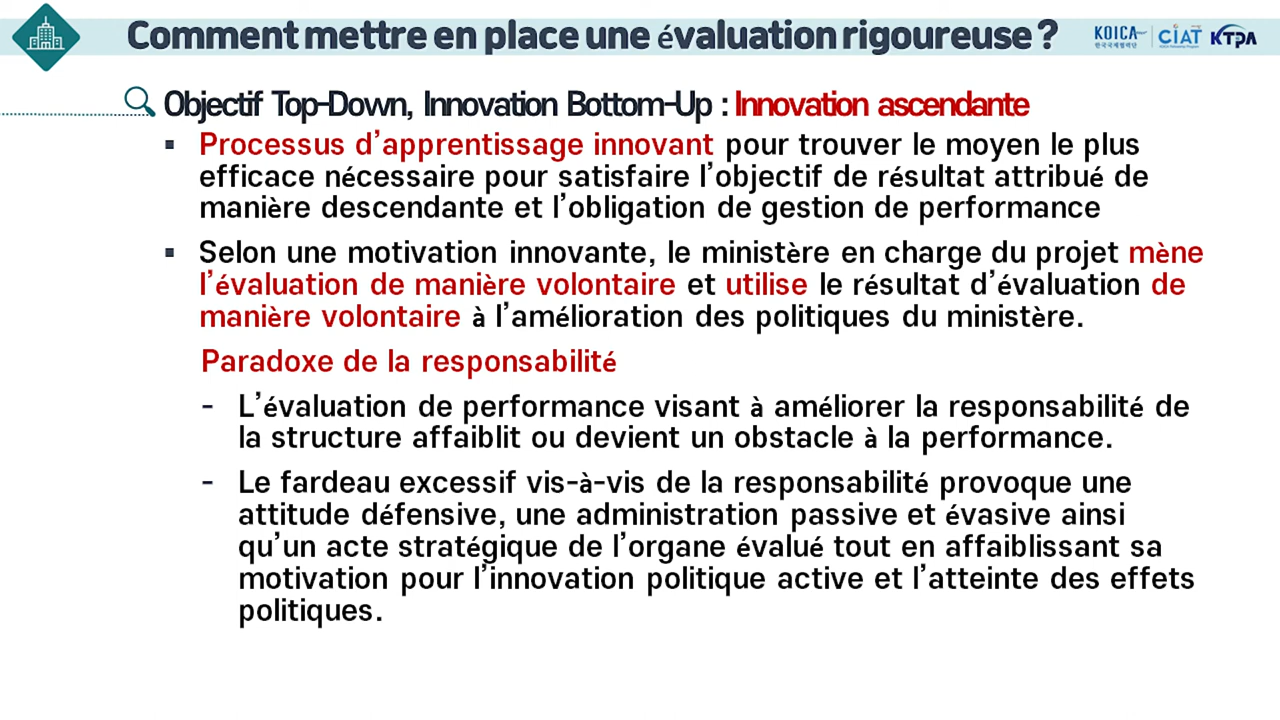 Comment mettre en place une évaluation rigoureuse ?
KOICA
한국국제협력단
CIAT
KTPA
Objectif Top-Down, Innovation Bottom-Up : Innovation ascendante
▪ Processus d'apprentissage innovant pour trouver le moyen le plus
efficace nécessaire pour satisfaire l'objectif de résultat attribué de
manière descendante et l'obligation de gestion de performance
▪ Selon une motivation innovante, le ministère en charge du projet mène
l'évaluation de manière volontaire et utilise le résultat d'évaluation de
manière volontaire à l'amélioration des politiques du ministère.
Paradoxe de la responsabilité
- L'évaluation de performance visant à améliorer la responsabilité de
la structure affaiblit ou devient un obstacle à la performance.
- Le fardeau excessif vis-à-vis de la responsabilité provoque une
attitude défensive, une administration passive et évasive ainsi
qu'un acte stratégique de l'organe évalué tout en affaiblissant sa
motivation pour l'innovation politique active et l'atteinte des effets
politiques.